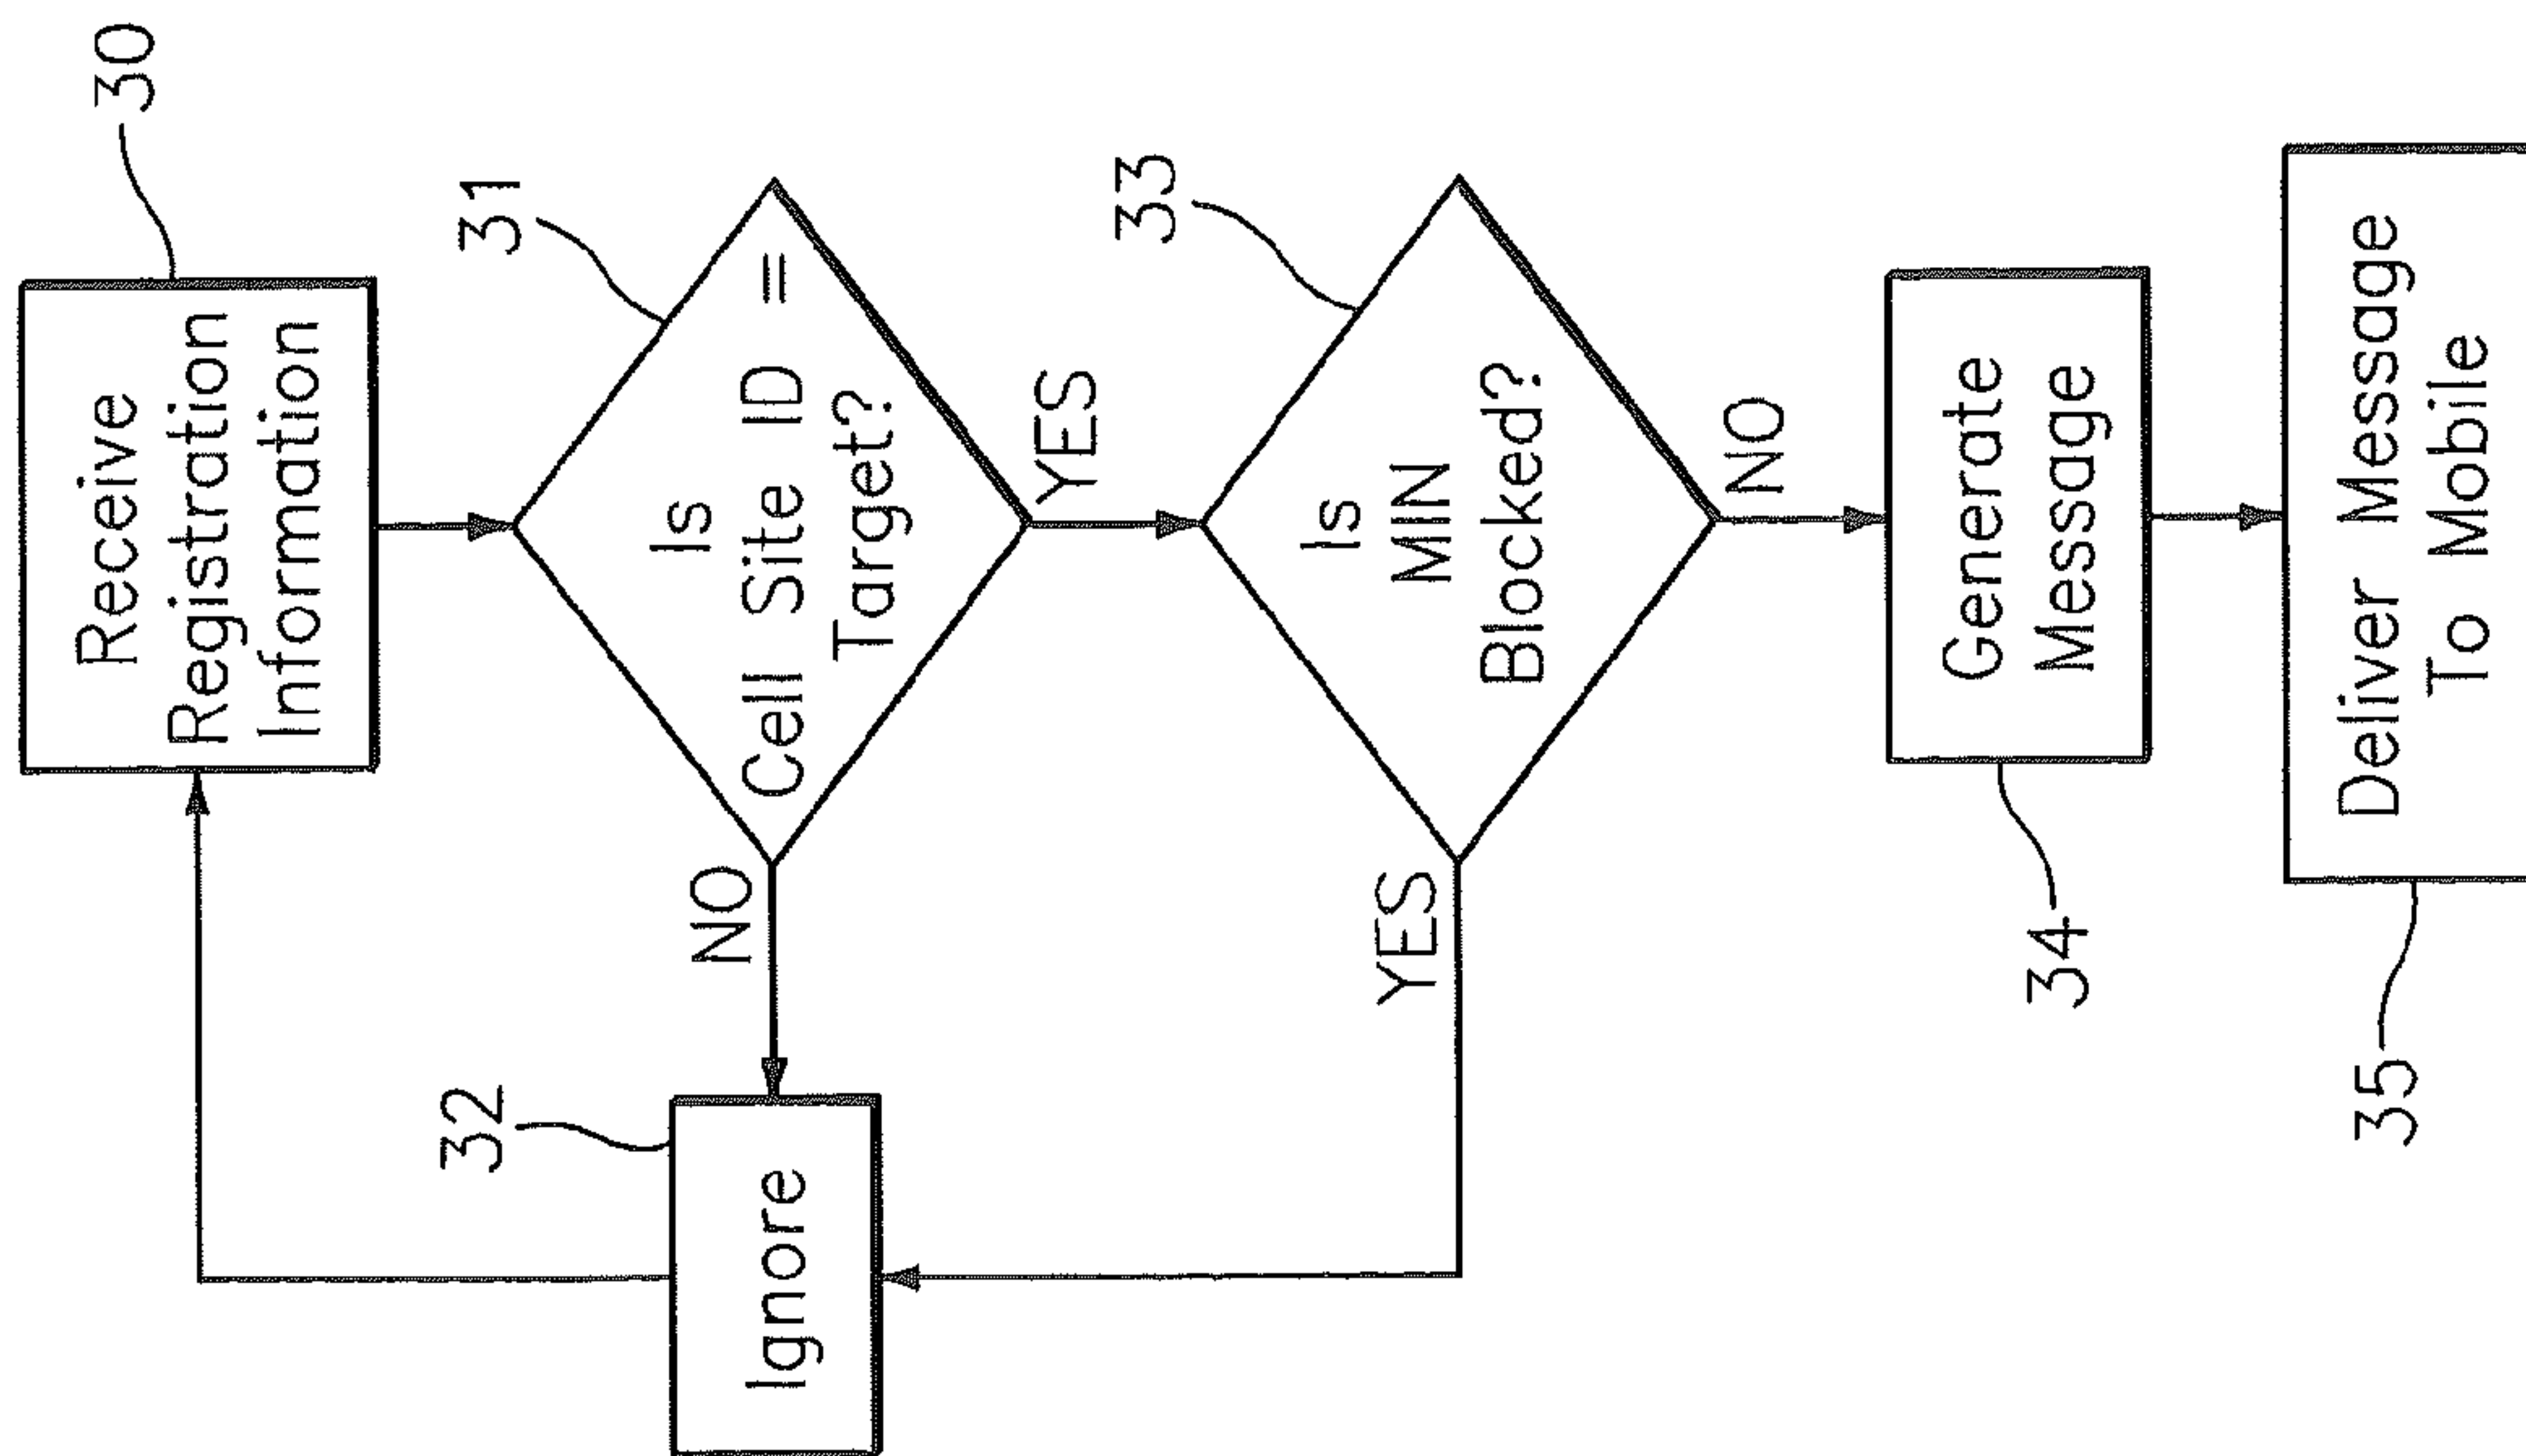 30
Receive
Registration
Information
31
Is
Cell Site ID =
Target?
NO
YES
32
Ignore
33
Is
MIN
Blocked?
YES
NO
34
Generate
Message
35
Deliver Message
To Mobile